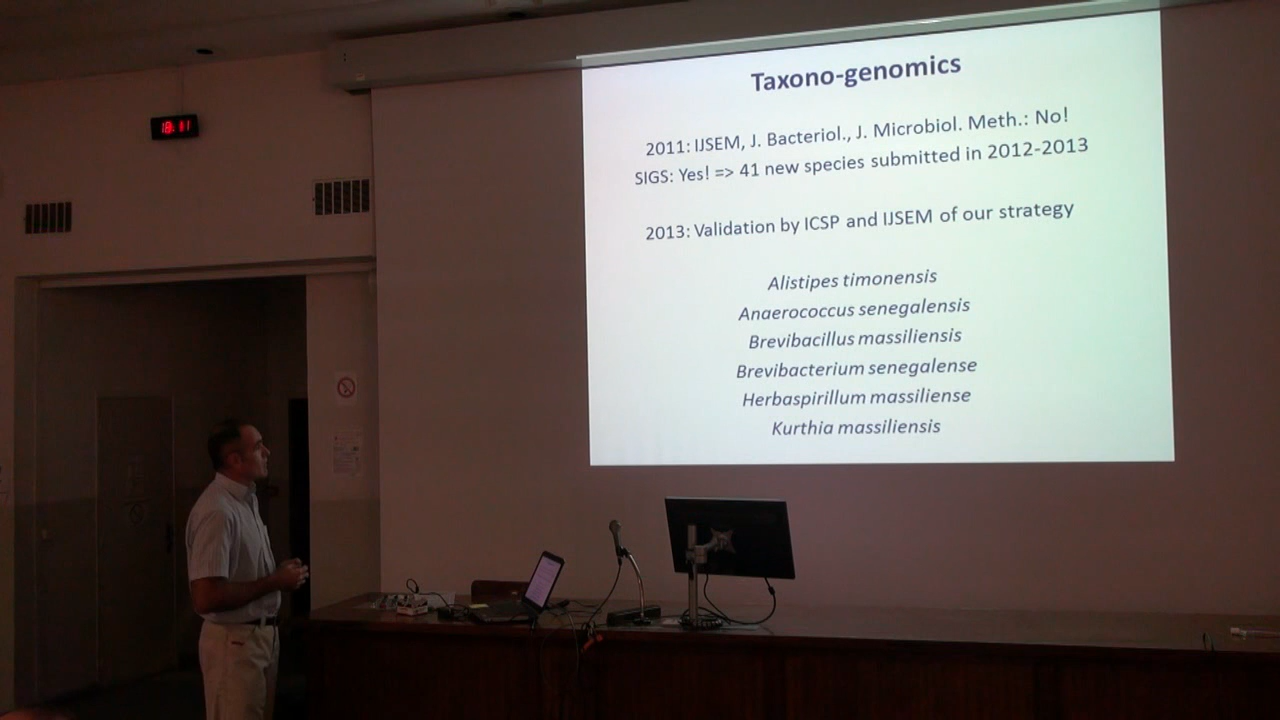 Taxono-genomics
2011: IJSEM, J. Bacteriol., J. Microbiol. Meth.: No!
SIGS: Yes! => 41 new species submitted in 2012-2013
2013: Validation by ICSP and IJSEM of our strategy
Alistipes timonensis
Anaerococcus senegalensis
Brevibacillus massiliensis
Brevibacterium senegalense
Herbaspirillum massiliense
Kurthia massiliensis